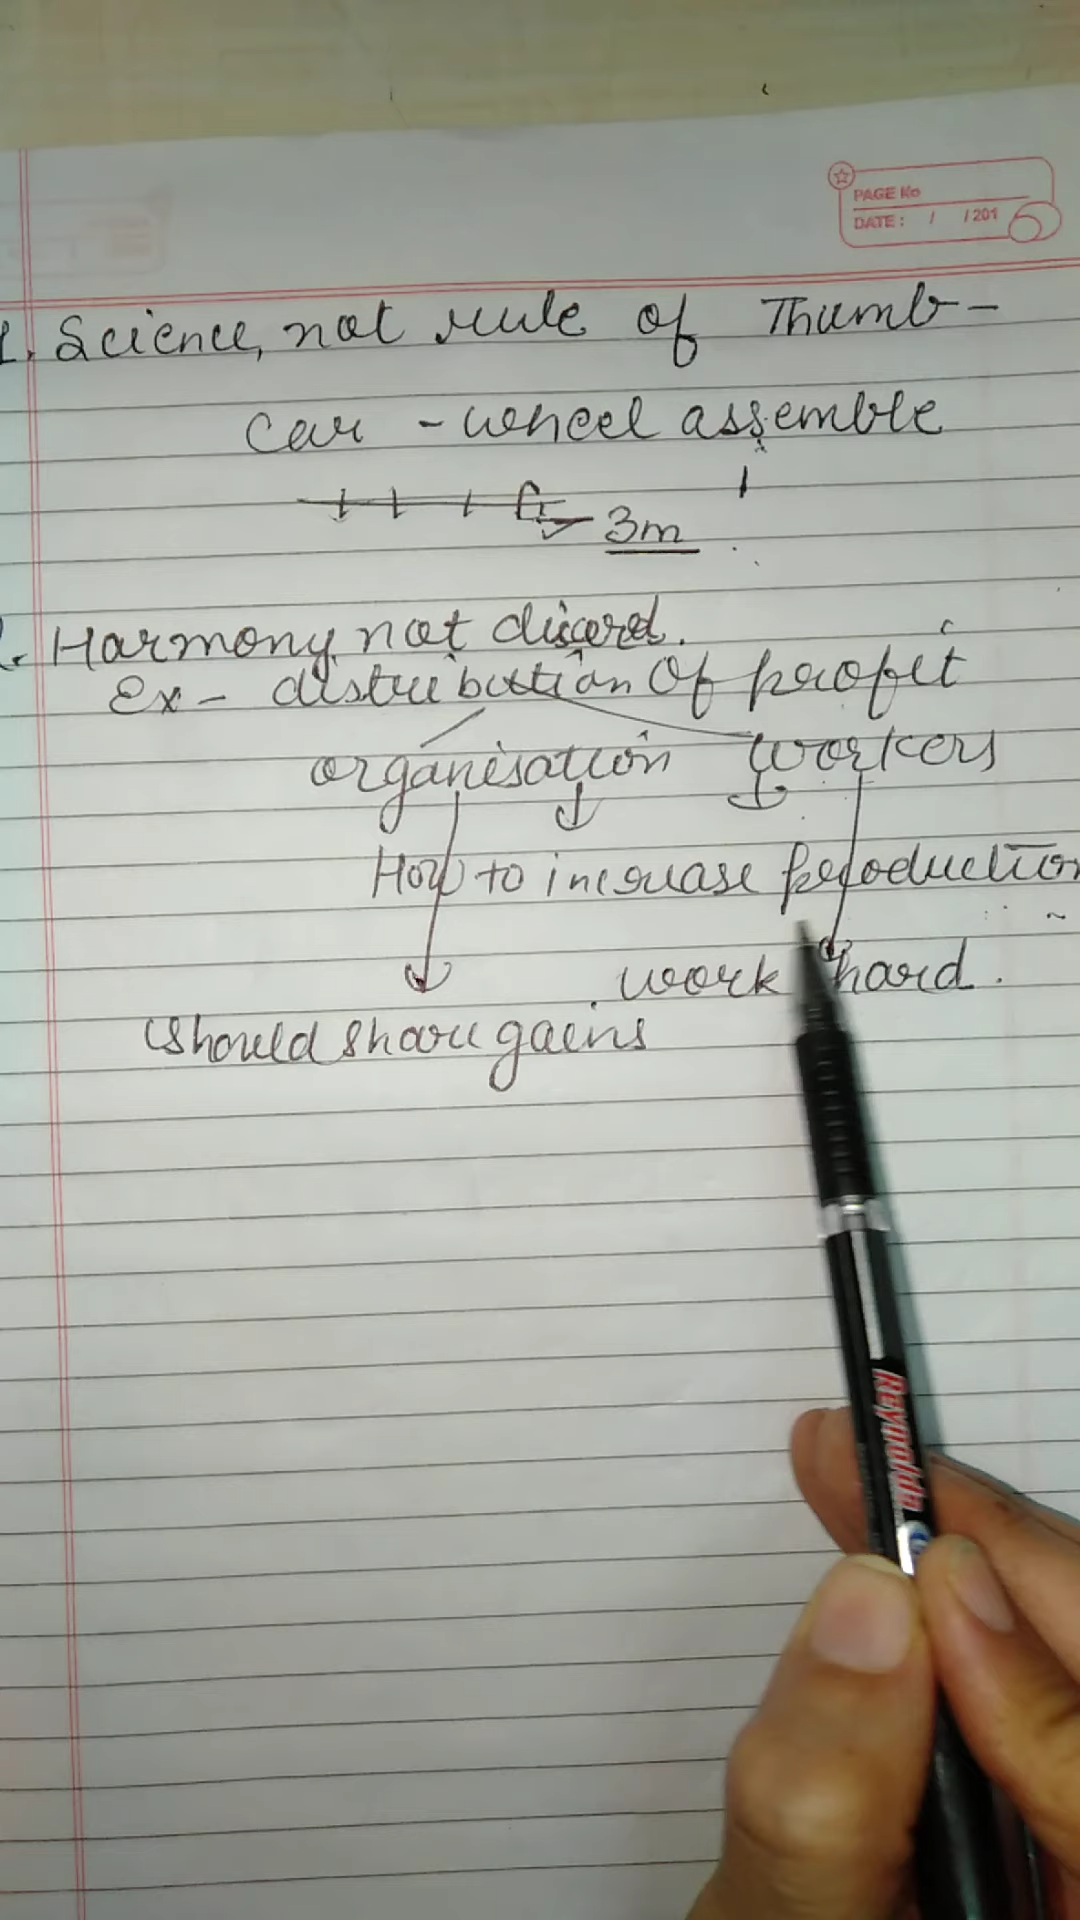 PAGE No
DATE: / /201
1. Science, not rule of Thumb-
car - wheel assemble
3m
. Harmony not discord.
Ex- distribution of profit
organisation workers
How to increase production
work hard.
should share gains
Reynolds